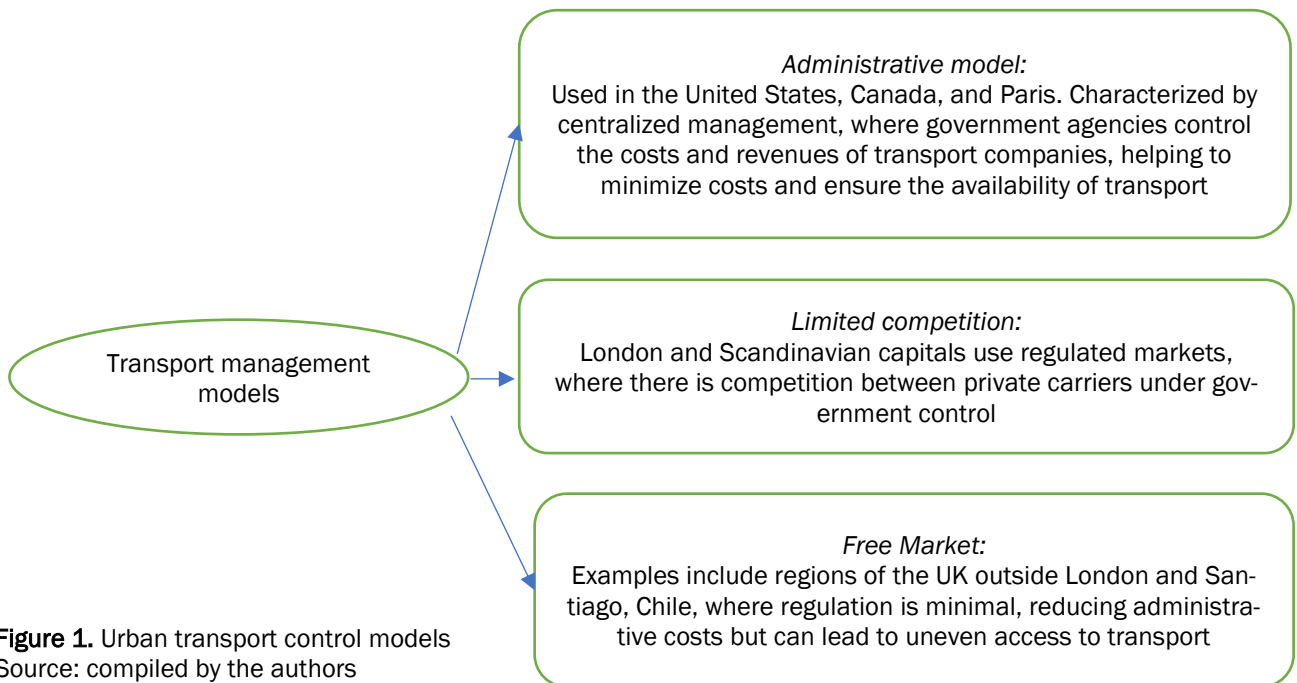 Administrative model:
Used in the United States, Canada, and Paris. Characterized by
centralized management, where government agencies control
the costs and revenues of transport companies, helping to
minimize costs and ensure the availability of transport
Transport management
models
Limited competition:
London and Scandinavian capitals use regulated markets,
where there is competition between private carriers under gov-
ernment control
Free Market:
Examples include regions of the UK outside London and San-
tiago, Chile, where regulation is minimal, reducing administra-
tive costs but can lead to uneven access to transport
Figure 1. Urban transport control models
Source: compiled by the authors